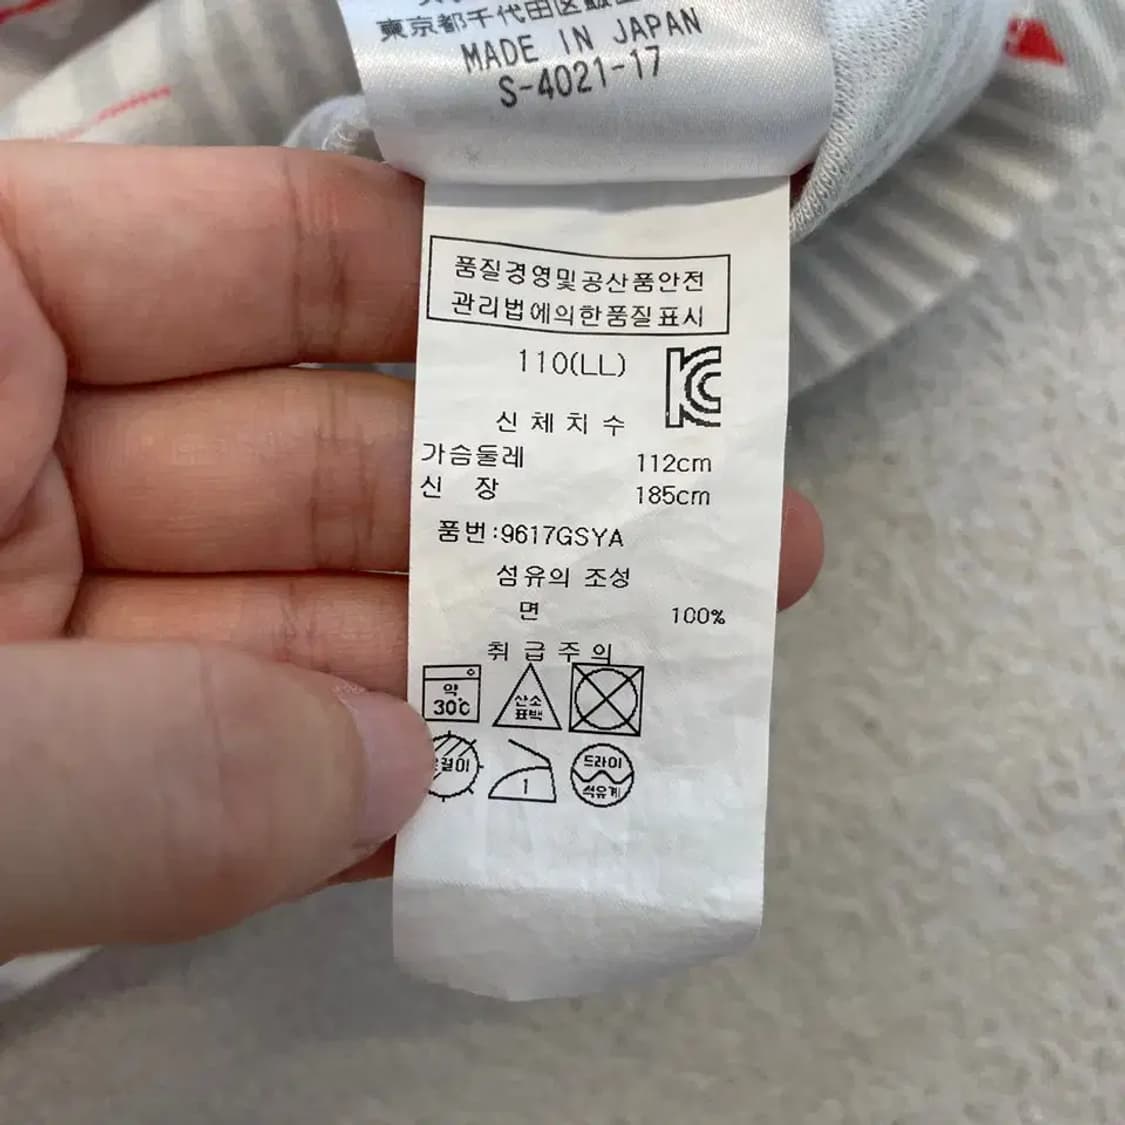 東京都千代田区
MADE IN JAPAN
S-4021-17
품질경영및공산품안전
관리법에의한품질표시
110(LL)
KC
신체치수
가슴둘레 112cm
신 장 185cm
품번:9617GSYA
섬유의 조성
면 100%
취급주의
약 30℃
산소 표백
걸이
1
드라이
석유계